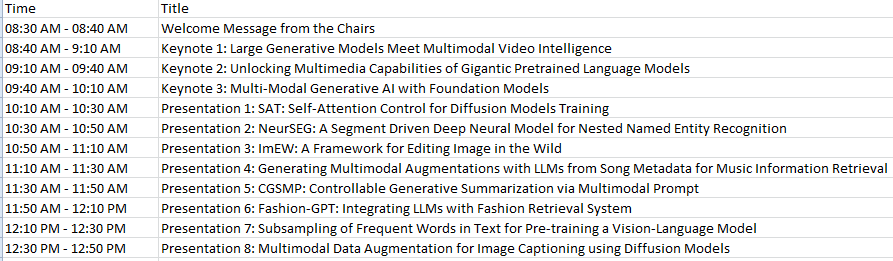 Time Title
08:30 AM - 08:40 AM Welcome Message from the Chairs
08:40 AM - 9:10 AM Keynote 1: Large Generative Models Meet Multimodal Video Intelligence
09:10 AM - 09:40 AM Keynote 2: Unlocking Multimedia Capabilities of Gigantic Pretrained Language Models
09:40 AM - 10:10 AM Keynote 3: Multi-Modal Generative AI with Foundation Models
10:10 AM - 10:30 AM Presentation 1: SAT: Self-Attention Control for Diffusion Models Training
10:30 AM - 10:50 AM Presentation 2: NeurSEG: A Segment Driven Deep Neural Model for Nested Named Entity Recognition
10:50 AM - 11:10 AM Presentation 3: ImEW: A Framework for Editing Image in the Wild
11:10 AM - 11:30 AM Presentation 4: Generating Multimodal Augmentations with LLMs from Song Metadata for Music Information Retrieval
11:30 AM - 11:50 AM Presentation 5: CGSMP: Controllable Generative Summarization via Multimodal Prompt
11:50 AM - 12:10 PM Presentation 6: Fashion-GPT: Integrating LLMs with Fashion Retrieval System
12:10 PM - 12:30 PM Presentation 7: Subsampling of Frequent Words in Text for Pre-training a Vision-Language Model
12:30 PM - 12:50 PM Presentation 8: Multimodal Data Augmentation for Image Captioning using Diffusion Models